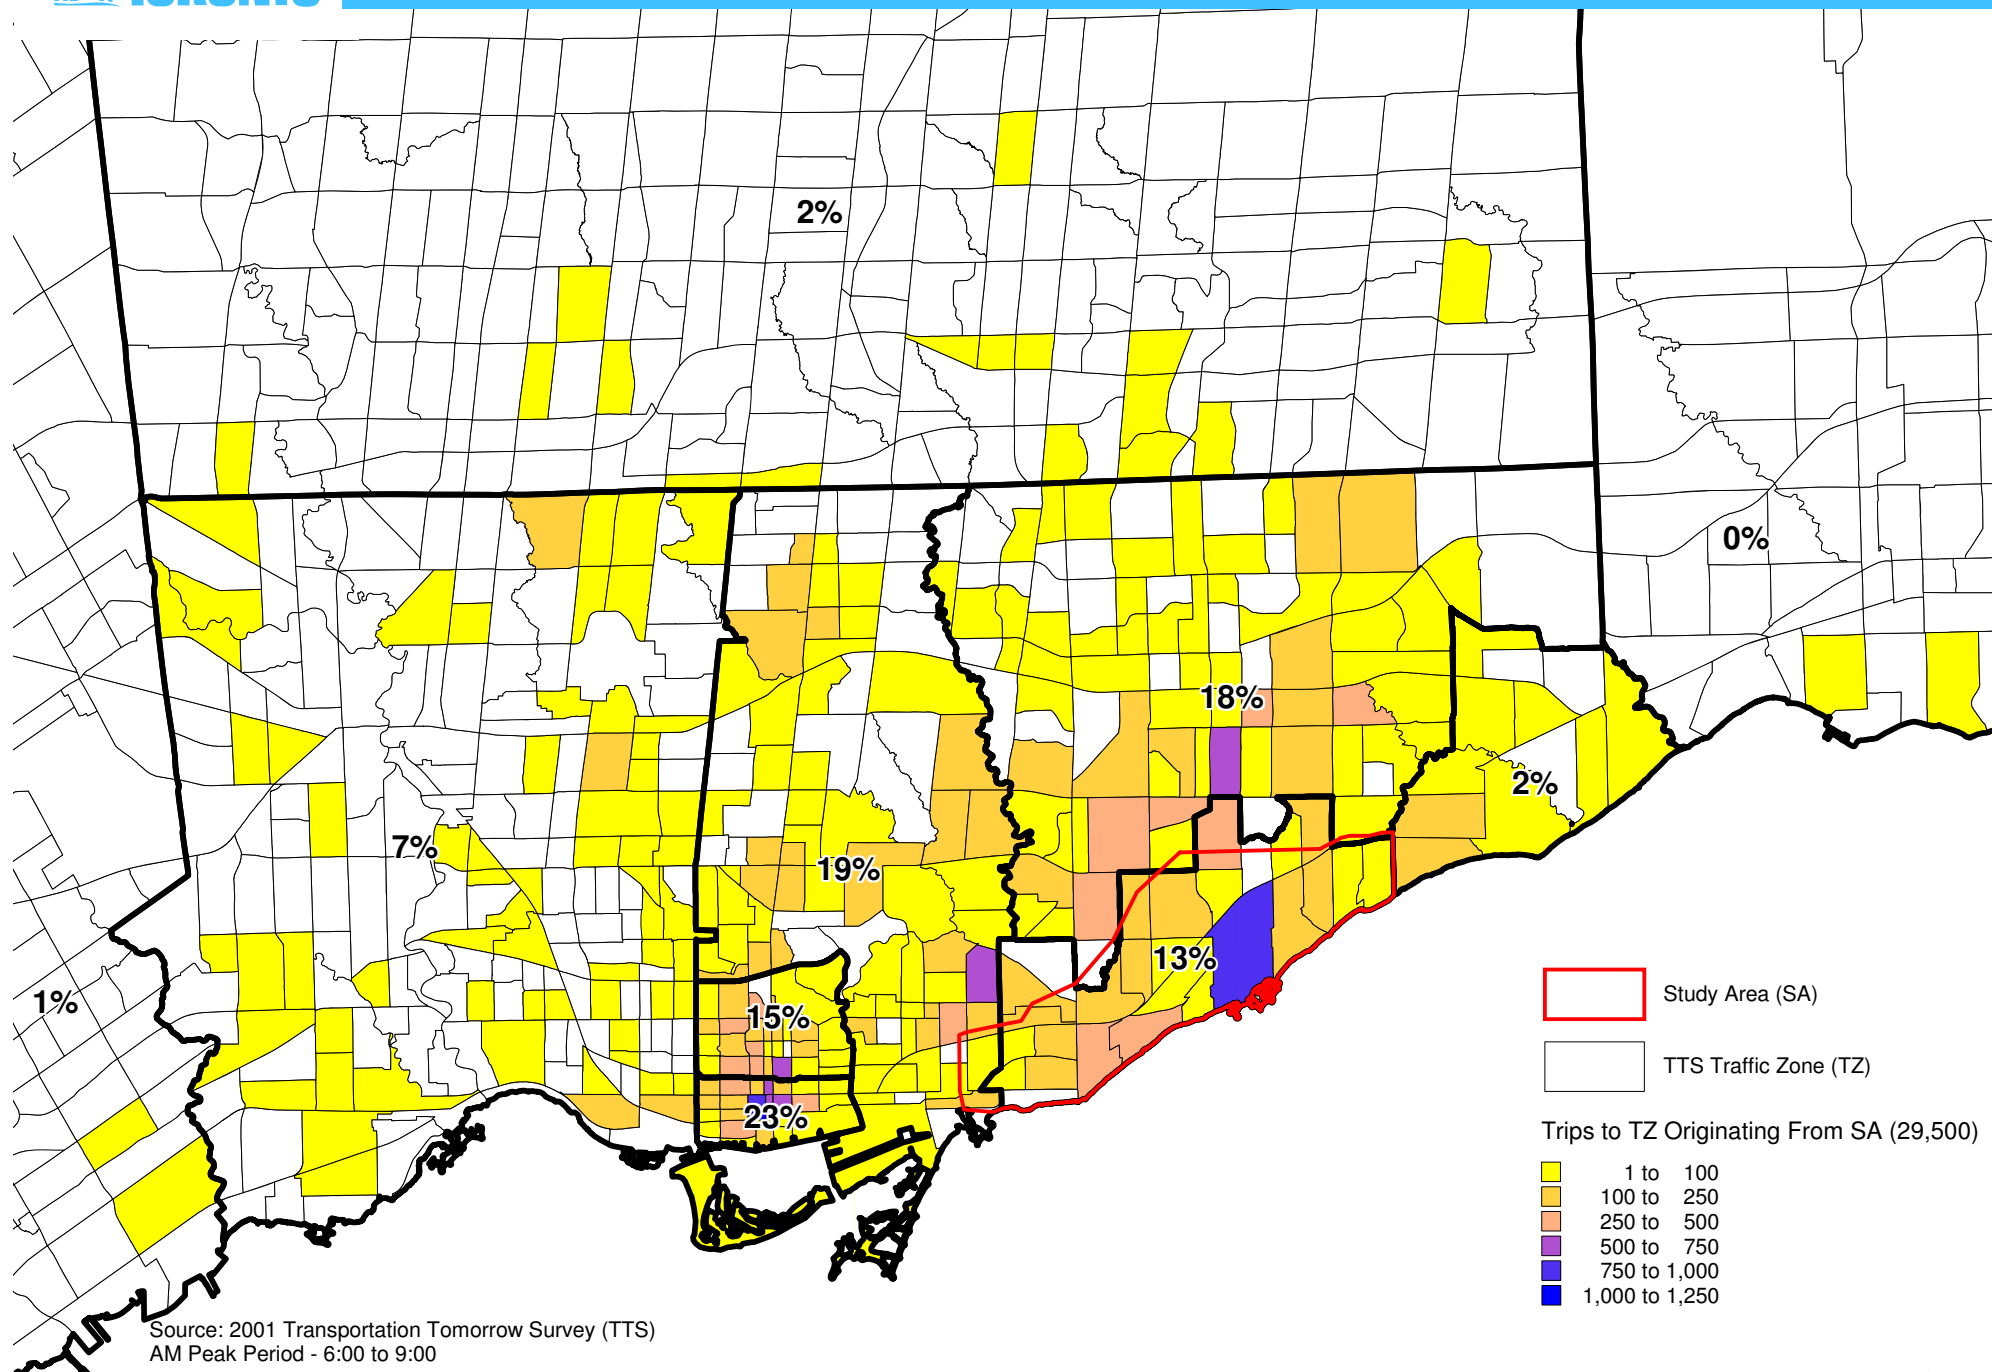 2%
0%
18%
2%
7%
19%
13%
1%
15%
23%
Study Area (SA)
TTS Traffic Zone (TZ)
Trips to TZ Originating From SA (29,500)
1 to 100
100 to 250
250 to 500
500 to 750
750 to 1,000
1,000 to 1,250
Source: 2001 Transportation Tomorrow Survey (TTS)
AM Peak Period - 6:00 to 9:00